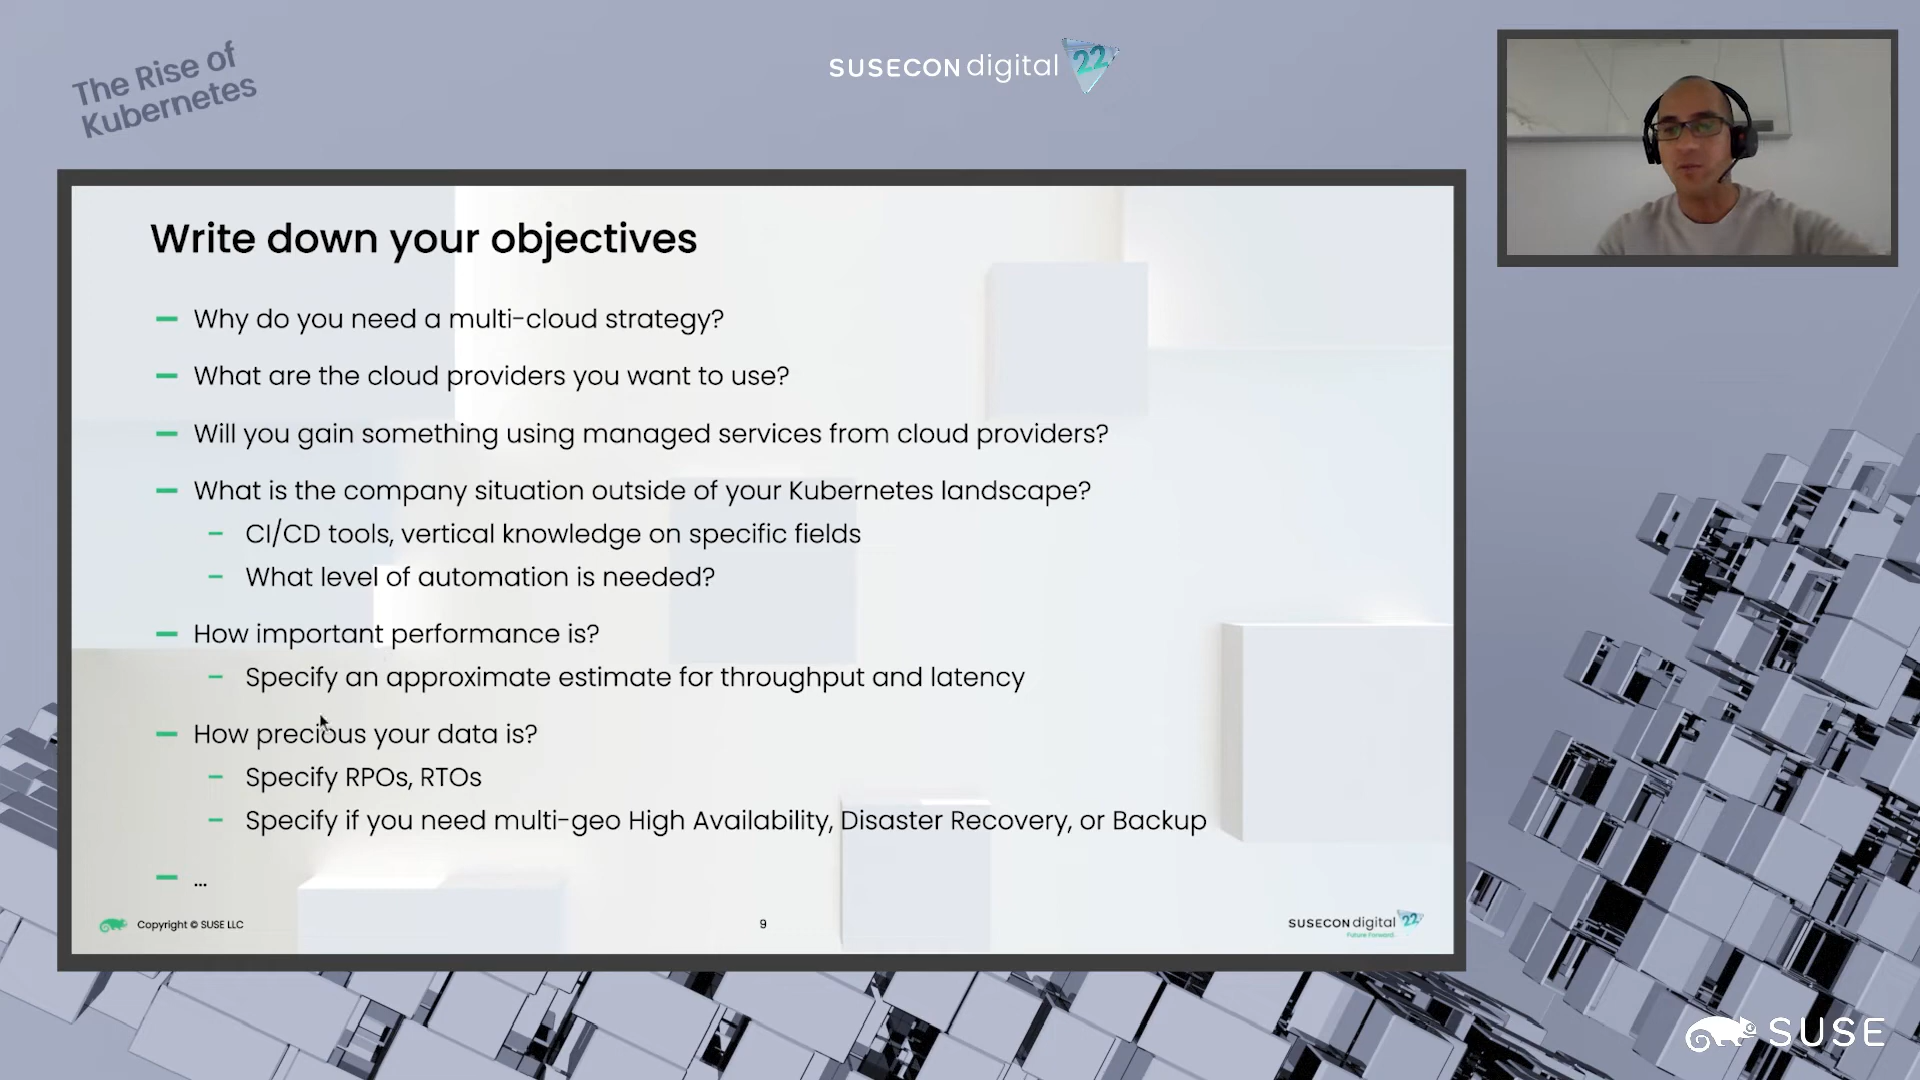 The Rise of
Kubernetes
SUSECON digital 22
Write down your objectives
Why do you need a multi-cloud strategy?
What are the cloud providers you want to use?
Will you gain something using managed services from cloud providers?
What is the company situation outside of your Kubernetes landscape?
CI/CD tools, vertical knowledge on specific fields
What level of automation is needed?
How important performance is?
Specify an approximate estimate for throughput and latency
How precious your data is?
Specify RPOs, RTOs
Specify if you need multi-geo High Availability, Disaster Recovery, or Backup
...
Copyright © SUSE LLC
9
SUSECON digital 22
Future Forward.
SUSE